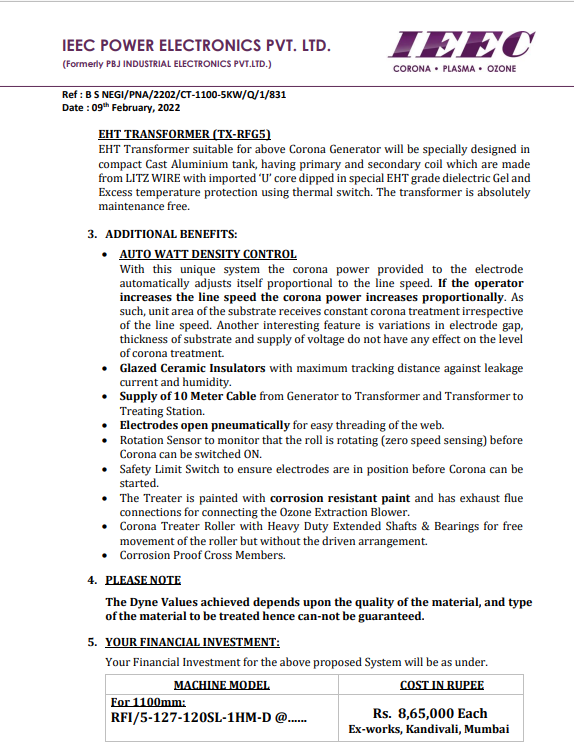 IEEC POWER ELECTRONICS PVT. LTD.
(Formerly PBJ INDUSTRIAL ELECTRONICS PVT.LTD.)
IEEC
CORONA • PLASMA • OZONE
Ref : B S NEGI/PNA/2202/CT-1100-5KW/Q/1/831
Date : 09th February, 2022
EHT TRANSFORMER (TX-RFG5)
EHT Transformer suitable for above Corona Generator will be specially designed in
compact Cast Aluminium tank, having primary and secondary coil which are made
from LITZ WIRE with imported ‘U’ core dipped in special EHT grade dielectric Gel and
Excess temperature protection using thermal switch. The transformer is absolutely
maintenance free.
3. ADDITIONAL BENEFITS:
• AUTO WATT DENSITY CONTROL
With this unique system the corona power provided to the electrode
automatically adjusts itself proportional to the line speed. If the operator
increases the line speed the corona power increases proportionally. As
such, unit area of the substrate receives constant corona treatment irrespective
of the line speed. Another interesting feature is variations in electrode gap,
thickness of substrate and supply of voltage do not have any effect on the level
of corona treatment.
• Glazed Ceramic Insulators with maximum tracking distance against leakage
current and humidity.
• Supply of 10 Meter Cable from Generator to Transformer and Transformer to
Treating Station.
• Electrodes open pneumatically for easy threading of the web.
• Rotation Sensor to monitor that the roll is rotating (zero speed sensing) before
Corona can be switched ON.
• Safety Limit Switch to ensure electrodes are in position before Corona can be
started.
• The Treater is painted with corrosion resistant paint and has exhaust flue
connections for connecting the Ozone Extraction Blower.
• Corona Treater Roller with Heavy Duty Extended Shafts & Bearings for free
movement of the roller but without the driven arrangement.
• Corrosion Proof Cross Members.
4. PLEASE NOTE
The Dyne Values achieved depends upon the quality of the material, and type
of the material to be treated hence can-not be guaranteed.
5. YOUR FINANCIAL INVESTMENT:
Your Financial Investment for the above proposed System will be as under.
MACHINE MODEL COST IN RUPEE
For 1100mm:
RFI/5-127-120SL-1HM-D @...... Rs. 8,65,000 Each
Ex-works, Kandivali, Mumbai